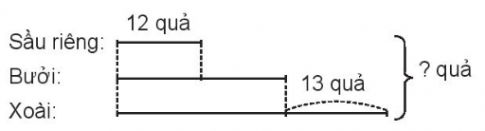 12 quả
Sầu riêng:
Bưởi:
13 quả
? quả
Xoài: